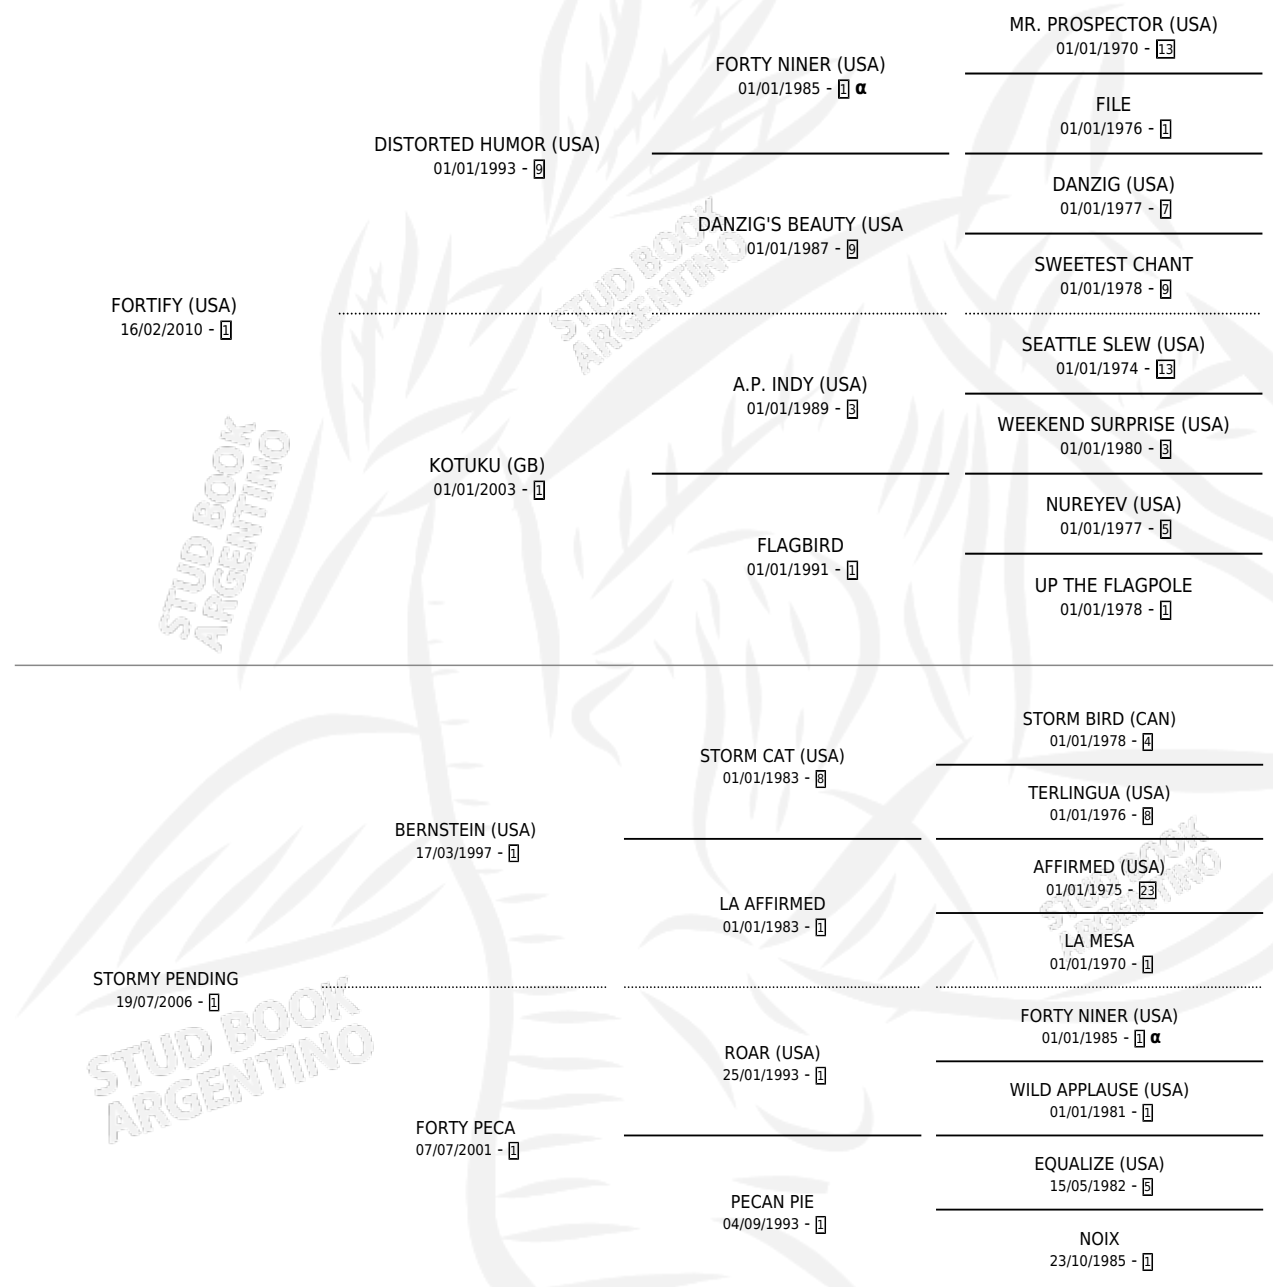 MR. PROSPECTOR (USA)
01/01/1970 - 13
FORTY NINER (USA)
01/01/1985 - 1 α
FILE
01/01/1976 - 1
DISTORTED HUMOR (USA)
01/01/1993 - 9
DANZIG (USA)
01/01/1977 - 7
DANZIG'S BEAUTY (USA
01/01/1987 - 9
SWEETEST CHANT
01/01/1978 - 9
FORTIFY (USA)
16/02/2010 - 1
SEATTLE SLEW (USA)
01/01/1974 - 13
A.P. INDY (USA)
01/01/1989 - 3
WEEKEND SURPRISE (USA)
01/01/1980 - 3
KOTUKU (GB)
01/01/2003 - 1
NUREYEV (USA)
01/01/1977 - 5
FLAGBIRD
01/01/1991 - 1
UP THE FLAGPOLE
01/01/1978 - 1
STORM BIRD (CAN)
01/01/1978 - 4
STORM CAT (USA)
01/01/1983 - 8
TERLINGUA (USA)
01/01/1976 - 8
BERNSTEIN (USA)
17/03/1997 - 1
AFFIRMED (USA)
01/01/1975 - 23
LA AFFIRMED
01/01/1983 - 1
LA MESA
01/01/1970 - 1
STORMY PENDING
19/07/2006 - 1
FORTY NINER (USA)
01/01/1985 - 1 α
ROAR (USA)
25/01/1993 - 1
WILD APPLAUSE (USA)
01/01/1981 - 1
FORTY PECA
07/07/2001 - 1
EQUALIZE (USA)
15/05/1982 - 5
PECAN PIE
04/09/1993 - 1
NOIX
23/10/1985 - 1
STUD BOOK
ARGENTINO
STUD BOOK
ARGENTINO
STUD BOOK
ARGENTINO
STUD BOOK
ARGENTINO